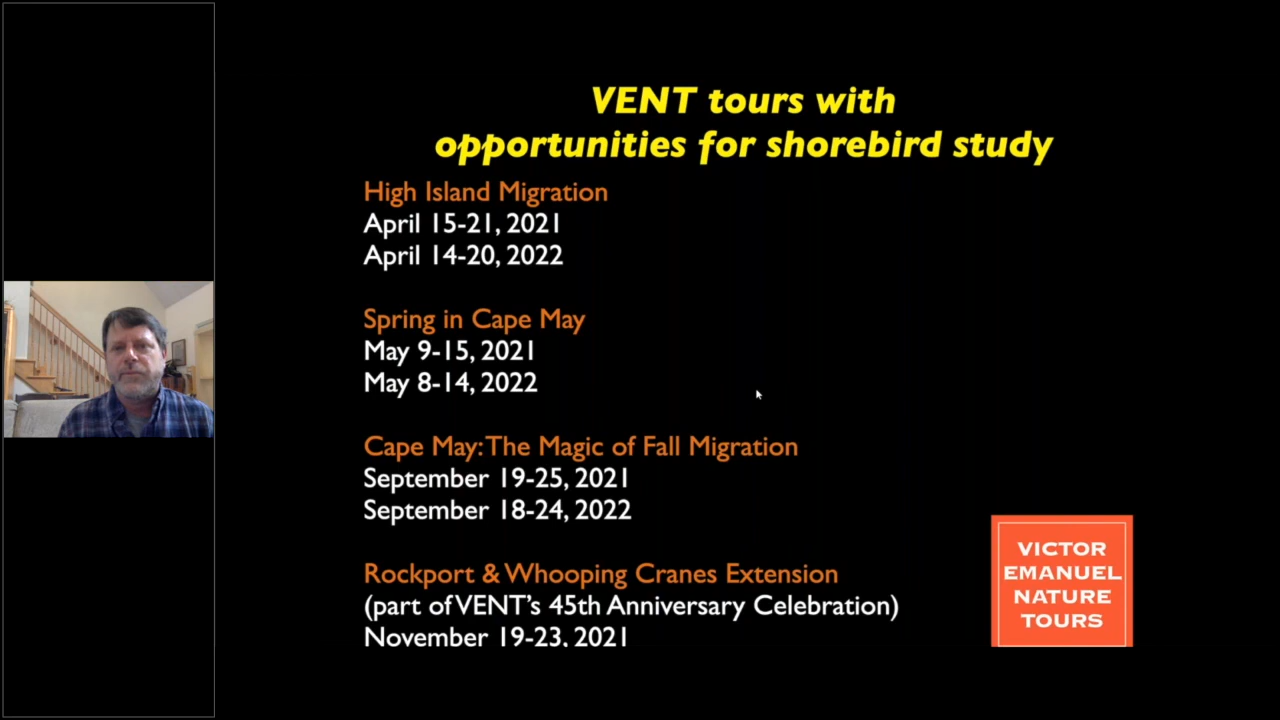 VENT tours with
opportunities for shorebird study
High Island Migration
April 15-21, 2021
April 14-20, 2022
Spring in Cape May
May 9-15, 2021
May 8-14, 2022
Cape May: The Magic of Fall Migration
September 19-25, 2021
September 18-24, 2022
Rockport & Whooping Cranes Extension
(part of VENT's 45th Anniversary Celebration)
November 19-23, 2021
VICTOR
EMANUEL
NATURE
TOURS